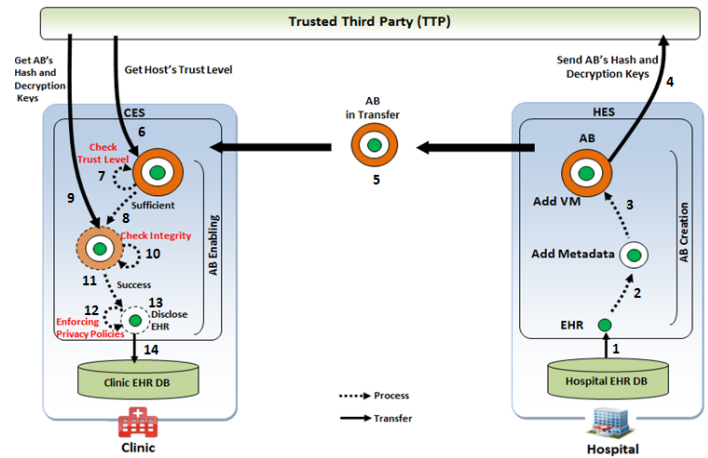 Trusted Third Party (TTP)
Get AB's
Hash and
Decryption
Keys
Get Host's Trust Level
Send AB's Hash and
Decryption Keys
4
CES
HES
6
AB
in Transfer
5
AB
Check
Trust Level
7
8
Sufficient
9
Add VM
3
Check Integrity
10
Add Metadata
11
Success
2
12
13
Disclose
EHR
Enforcing
Privacy Policies
EHR
14
1
AB Enabling
AB Creation
Clinic EHR DB
Hospital EHR DB
Process
Transfer
Clinic
Hospital